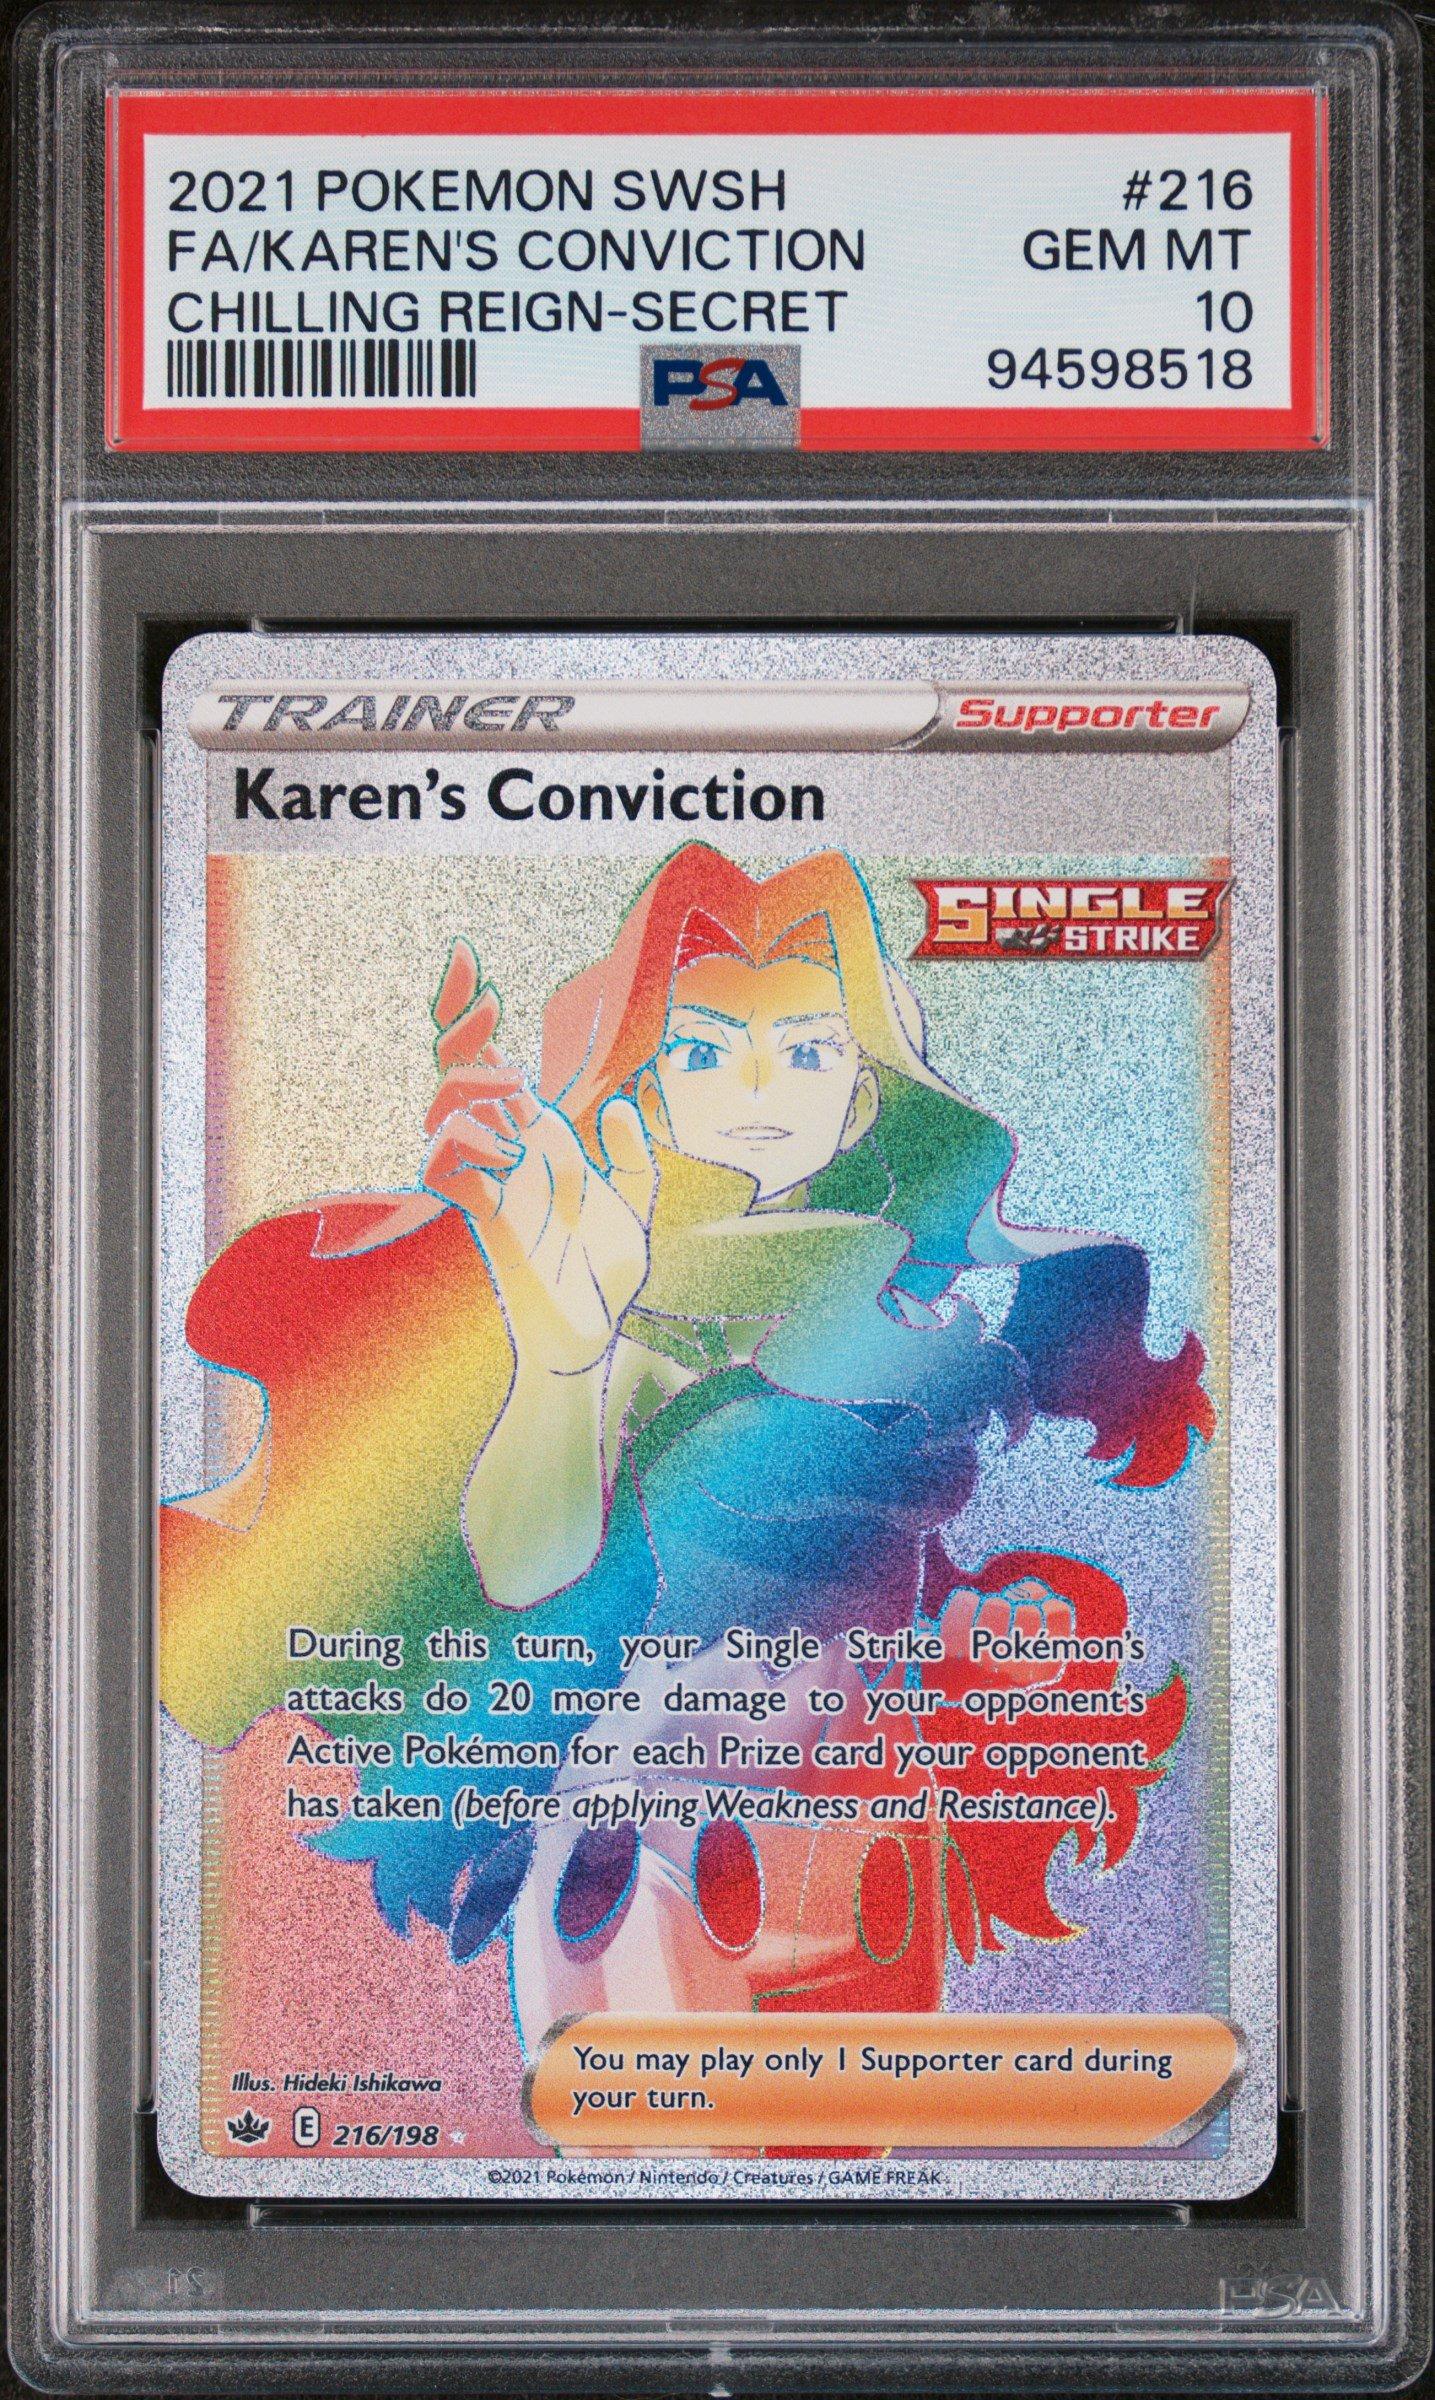 2021 POKEMON SWSH #216
FA/KAREN'S CONVICTION GEM MT
CHILLING REIGN-SECRET 10
PSA 94598518
TRAINER Supporter
Karen's Conviction
SINGLE
STRIKE
During this turn, your Single Strike Pokémon's
attacks do 20 more damage to your opponent's
Active Pokémon for each Prize card your opponent
has taken (before applying Weakness and Resistance).
You may play only 1 Supporter card during
your turn.
Illus. Hideki Ishikawa
E 216/198
©2021 Pokémon / Nintendo / Creatures / GAME FREAK
PSA